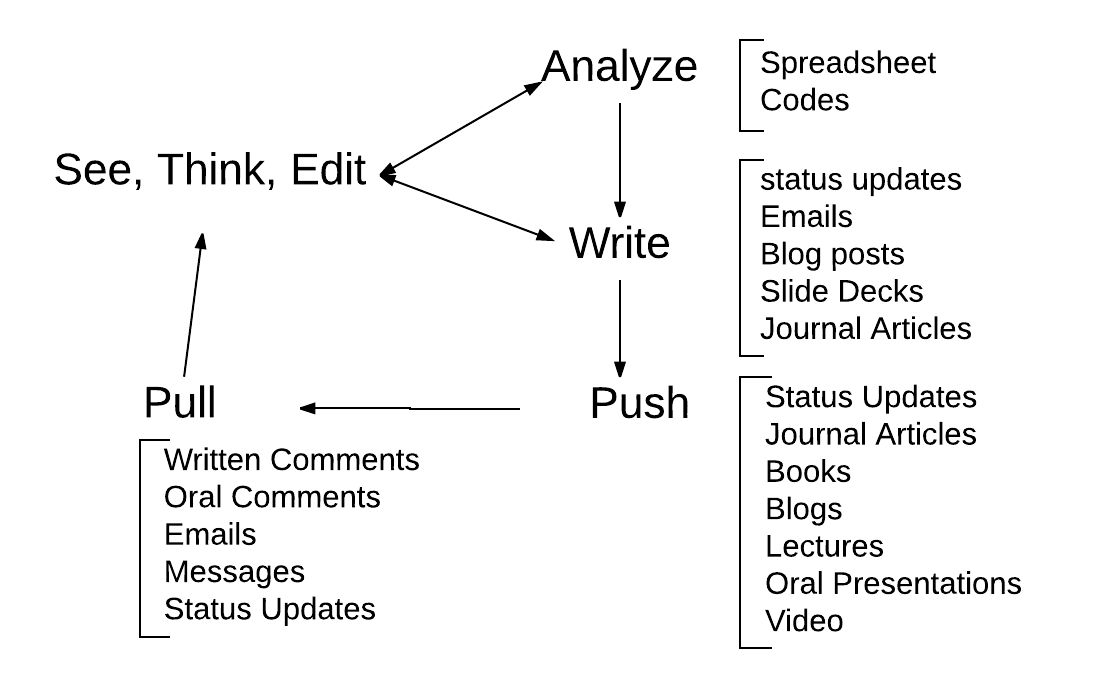 Analyze
Spreadsheet
Codes
See, Think, Edit
status updates
Emails
Blog posts
Slide Decks
Journal Articles
Write
Pull
Push
Written Comments
Oral Comments
Emails
Messages
Status Updates
Status Updates
Journal Articles
Books
Blogs
Lectures
Oral Presentations
Video